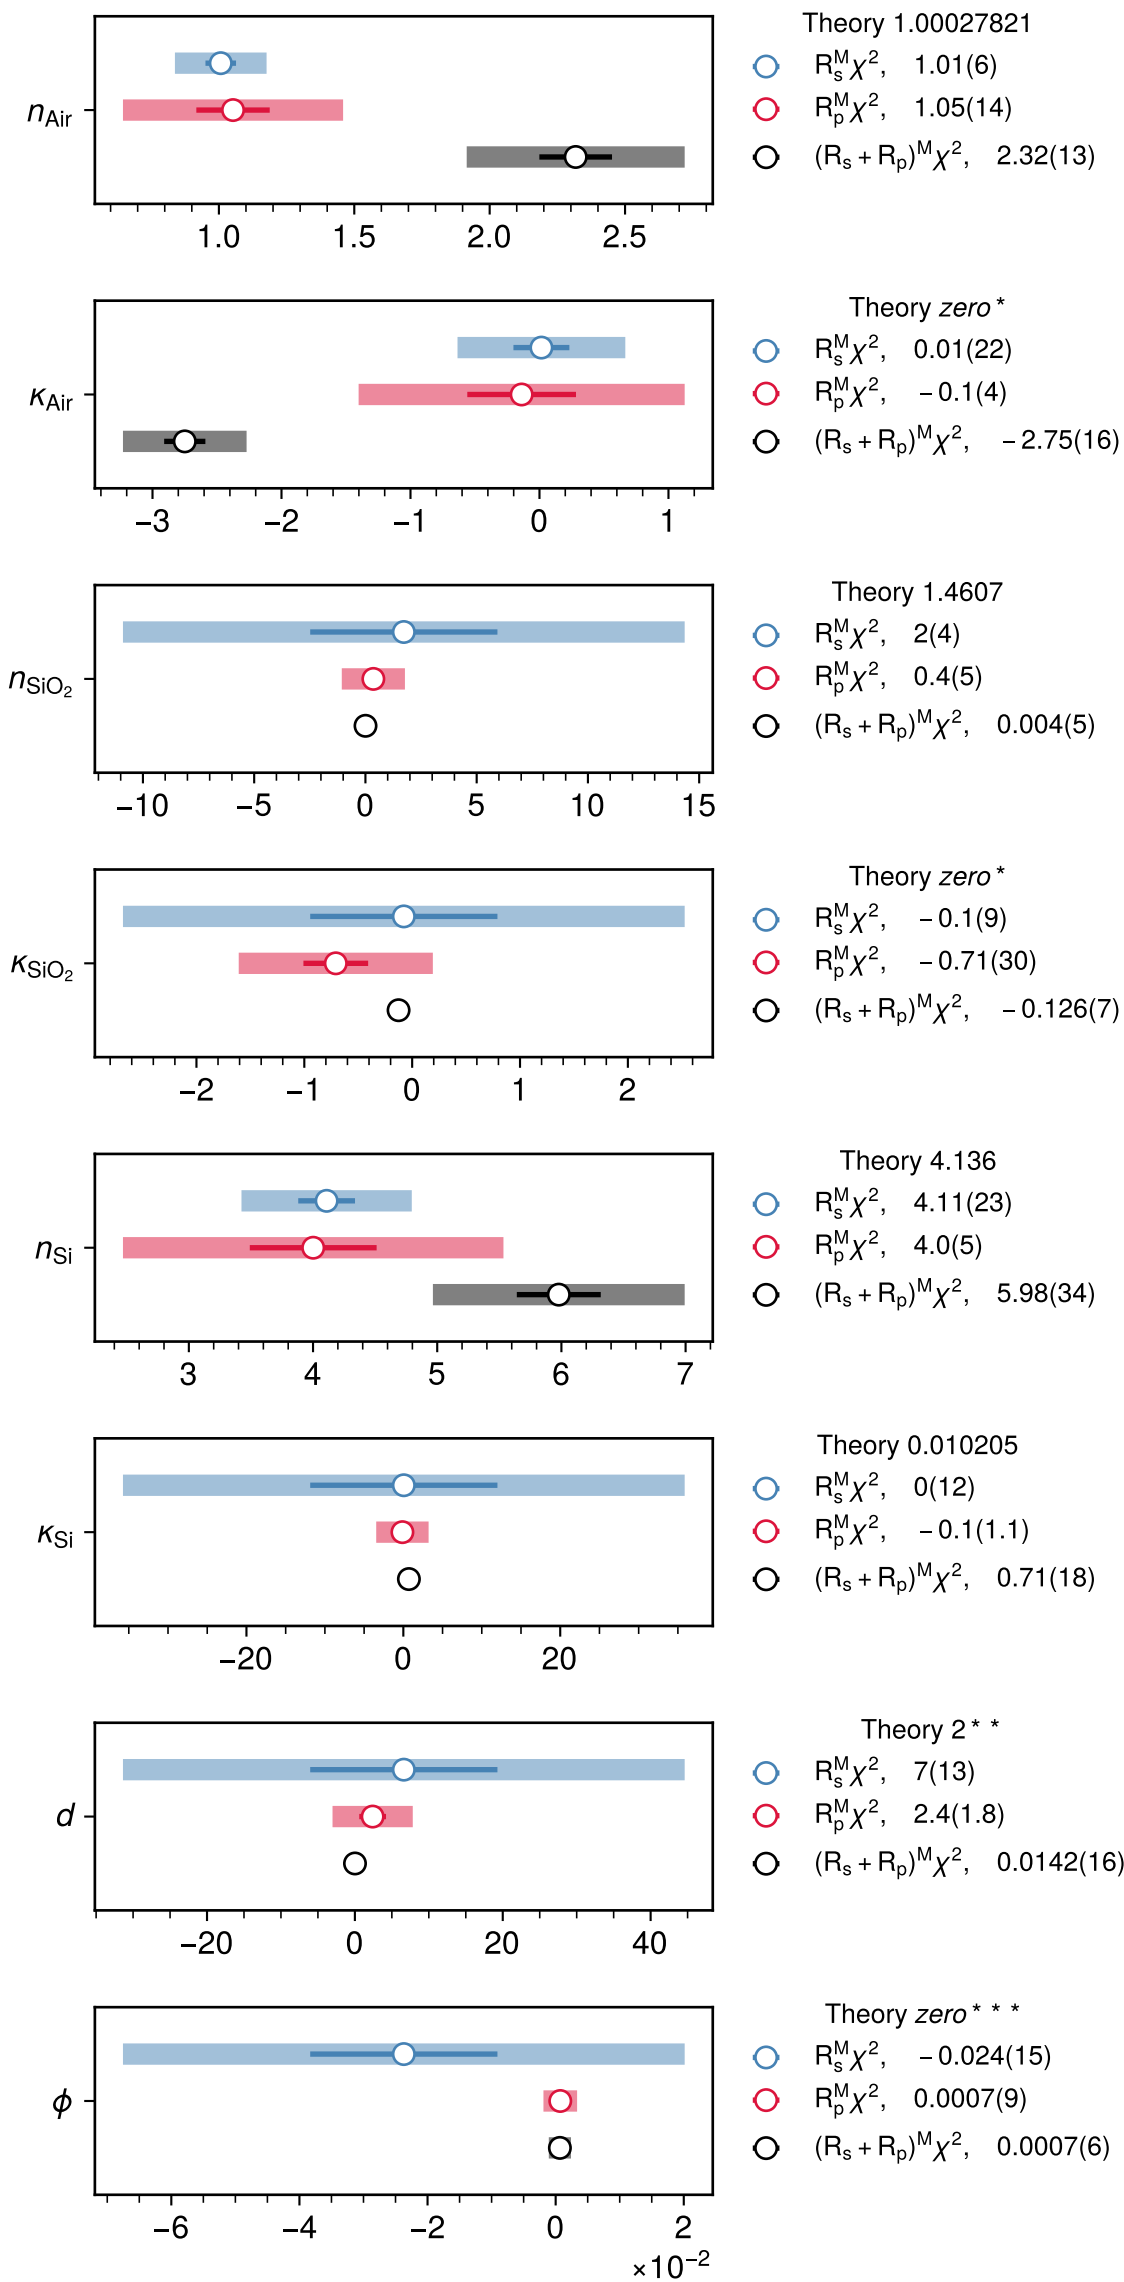 Theory 1.00027821
R_s^M χ², 1.01(6)
R_p^M χ², 1.05(14)
(R_s + R_p)^M χ², 2.32(13)
n_Air
1.0 1.5 2.0 2.5
Theory zero *
R_s^M χ², 0.01(22)
R_p^M χ², −0.1(4)
(R_s + R_p)^M χ², −2.75(16)
κ_Air
−3 −2 −1 0 1
Theory 1.4607
R_s^M χ², 2(4)
R_p^M χ², 0.4(5)
(R_s + R_p)^M χ², 0.004(5)
n_SiO₂
−10 −5 0 5 10 15
Theory zero *
R_s^M χ², −0.1(9)
R_p^M χ², −0.71(30)
(R_s + R_p)^M χ², −0.126(7)
κ_SiO₂
−2 −1 0 1 2
Theory 4.136
R_s^M χ², 4.11(23)
R_p^M χ², 4.0(5)
(R_s + R_p)^M χ², 5.98(34)
n_Si
3 4 5 6 7
Theory 0.010205
R_s^M χ², 0(12)
R_p^M χ², −0.1(1.1)
(R_s + R_p)^M χ², 0.71(18)
κ_Si
−20 0 20
Theory 2 * *
R_s^M χ², 7(13)
R_p^M χ², 2.4(1.8)
(R_s + R_p)^M χ², 0.0142(16)
d
−20 0 20 40
Theory zero * * *
R_s^M χ², −0.024(15)
R_p^M χ², 0.0007(9)
(R_s + R_p)^M χ², 0.0007(6)
ϕ
−6 −4 −2 0 2
×10⁻²